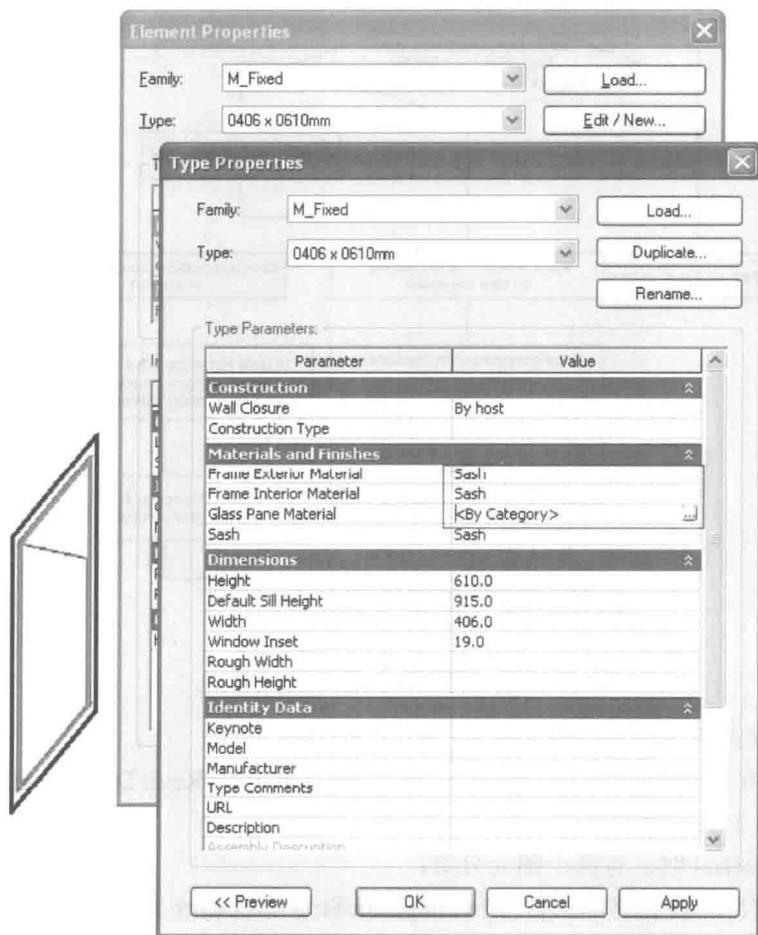 Element Properties
Family: M_Fixed Load...
Type: 0406 x 0610mm Edit / New...
Type Properties
Family: M_Fixed Load...
Type: 0406 x 0610mm Duplicate...
Rename...
Type Parameters:
Parameter Value
Construction
Wall Closure By host
Construction Type
Materials and Finishes
Frame Exterior Material Sash
Frame Interior Material Sash
Glass Pane Material <By Category> ...
Sash Sash
Dimensions
Height 610.0
Default Sill Height 915.0
Width 406.0
Window Inset 19.0
Rough Width
Rough Height
Identity Data
Keynote
Model
Manufacturer
Type Comments
URL
Description
Assembly Description
<< Preview OK Cancel Apply